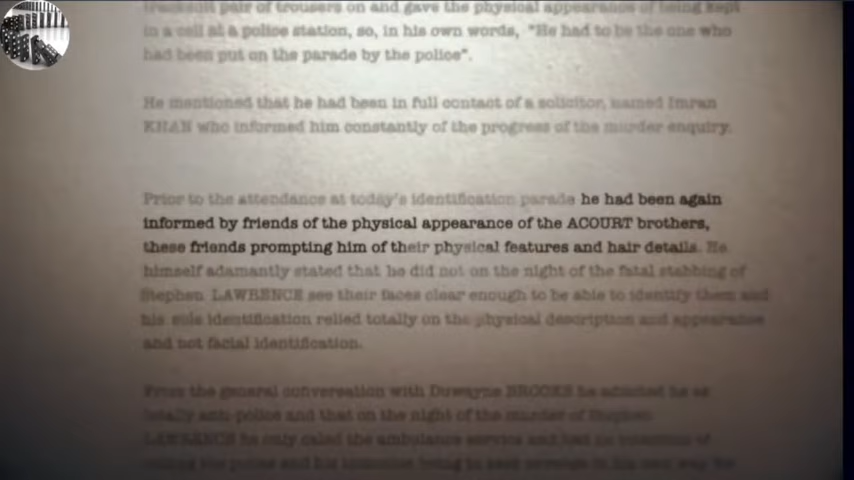 tracksuit pair of trousers on and gave the physical appearance of being kept
in a cell at a police station, so, in his own words, "He had to be the one who
had been put on the parade by the police".
He mentioned that he had been in full contact of a solicitor, named Imran
KHAN who informed him constantly of the progress of the murder enquiry.
Prior to the attendance at today's identification parade he had been again
informed by friends of the physical appearance of the ACOURT brothers,
these friends prompting him of their physical features and hair details. He
himself adamantly stated that he did not on the night of the fatal stabbing of
Stephen LAWRENCE see their faces clear enough to be able to identify them and
his sole identification relied totally on the physical description and appearance
and not facial identification.
From the general conversation with Duwayne BROOKS he admitted he is
totally anti-police and that on the night of the murder of Stephen
LAWRENCE he only called the ambulance service and had no intention of